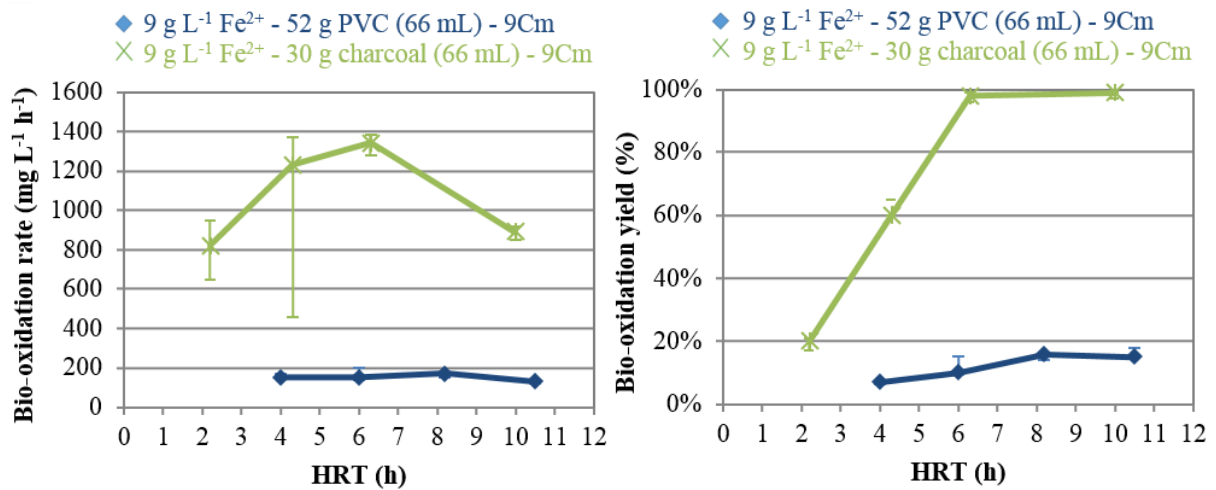 9 g L⁻¹ Fe²⁺ - 52 g PVC (66 mL) - 9Cm
9 g L⁻¹ Fe²⁺ - 30 g charcoal (66 mL) - 9Cm
Bio-oxidation rate (mg L⁻¹ h⁻¹)
1600
1400
1200
1000
800
600
400
200
0
0 1 2 3 4 5 6 7 8 9 10 11 12
HRT (h)
9 g L⁻¹ Fe²⁺ - 52 g PVC (66 mL) - 9Cm
9 g L⁻¹ Fe²⁺ - 30 g charcoal (66 mL) - 9Cm
Bio-oxidation yield (%)
100%
80%
60%
40%
20%
0%
0 1 2 3 4 5 6 7 8 9 10 11 12
HRT (h)